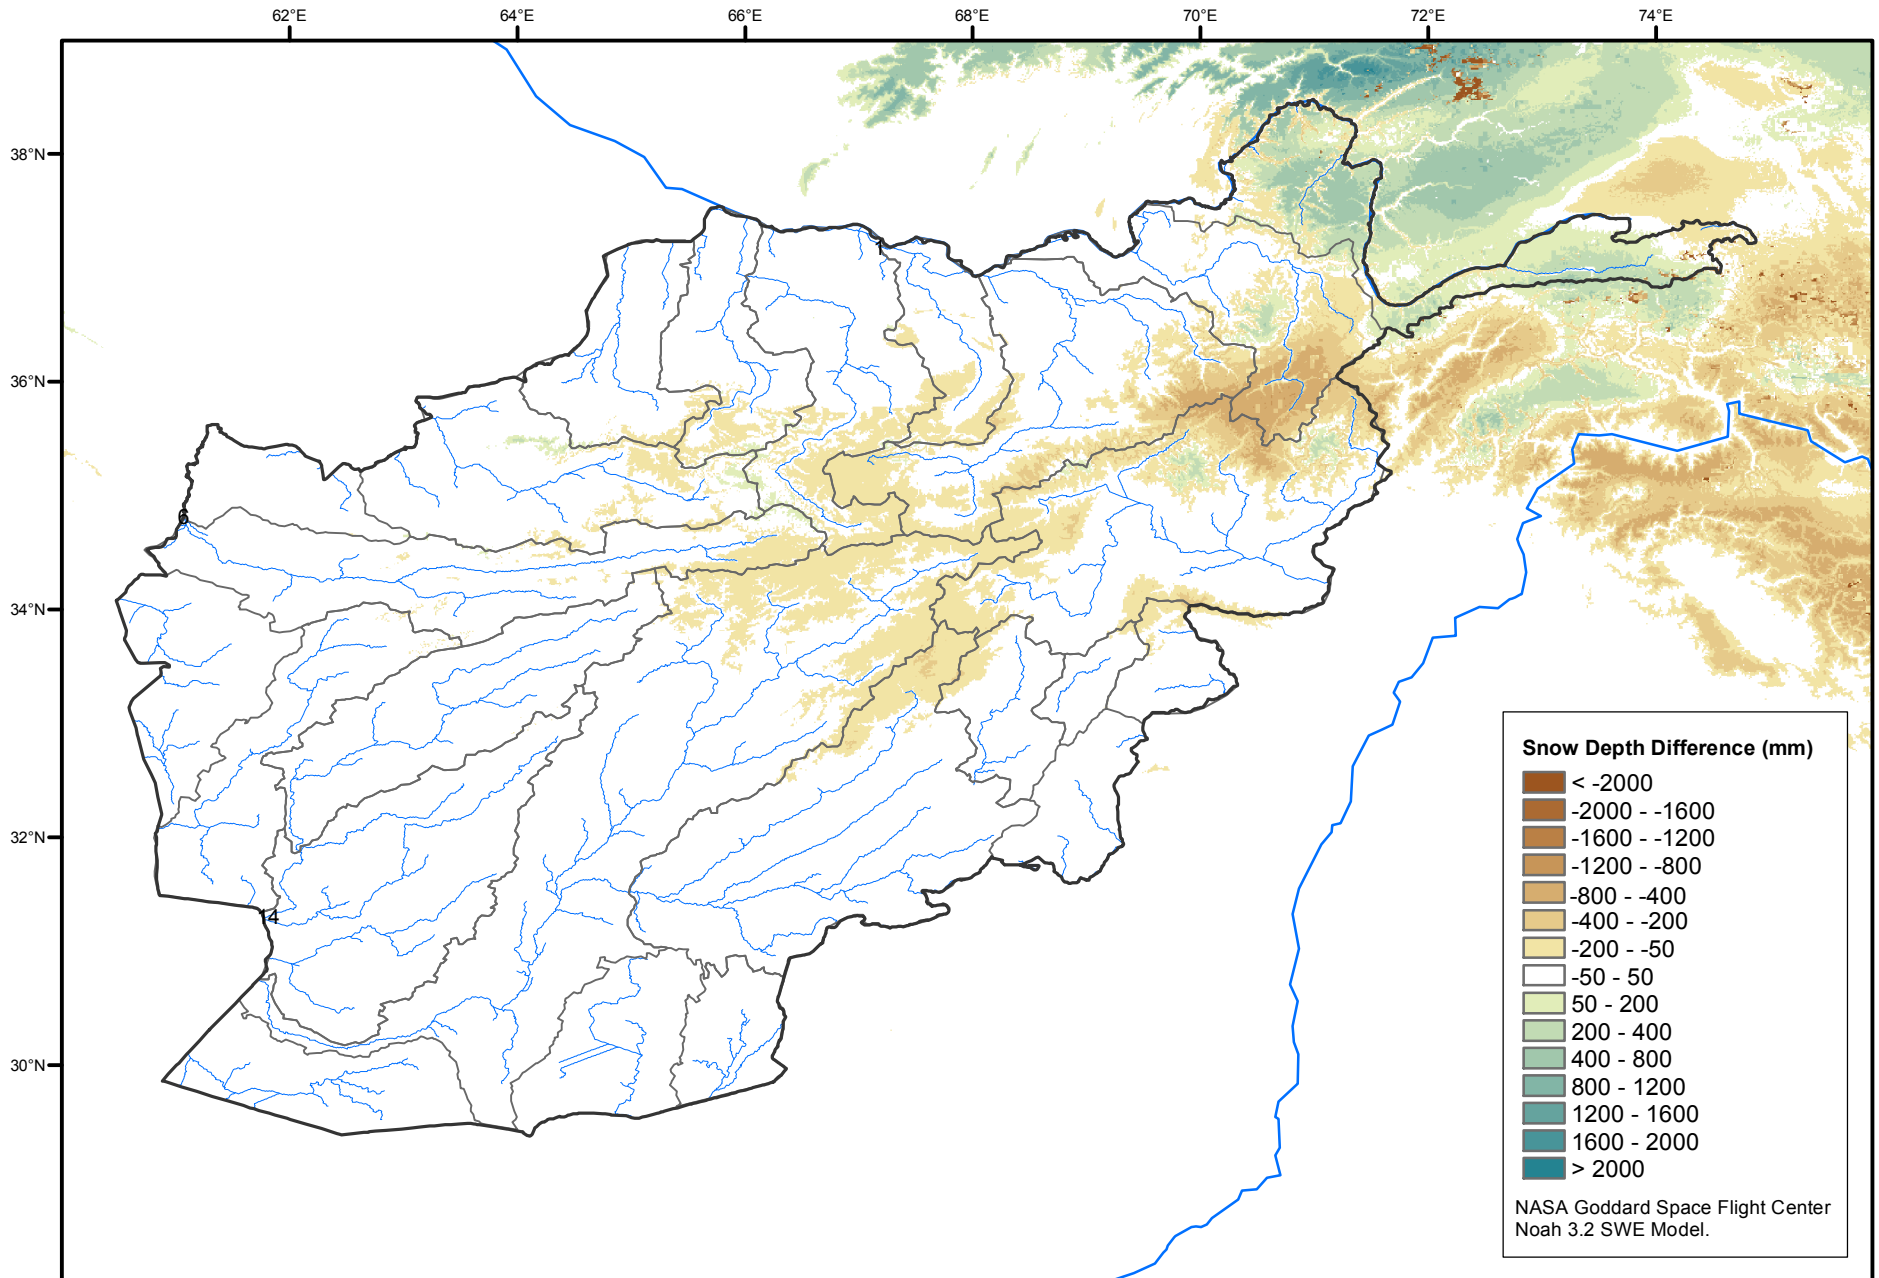 62°E 64°E 66°E 68°E 70°E 72°E 74°E
38°N
1
36°N
6
34°N
32°N
14
30°N
Snow Depth Difference (mm)
< -2000
-2000 - -1600
-1600 - -1200
-1200 - -800
-800 - -400
-400 - -200
-200 - -50
-50 - 50
50 - 200
200 - 400
400 - 800
800 - 1200
1200 - 1600
1600 - 2000
> 2000
NASA Goddard Space Flight Center
Noah 3.2 SWE Model.